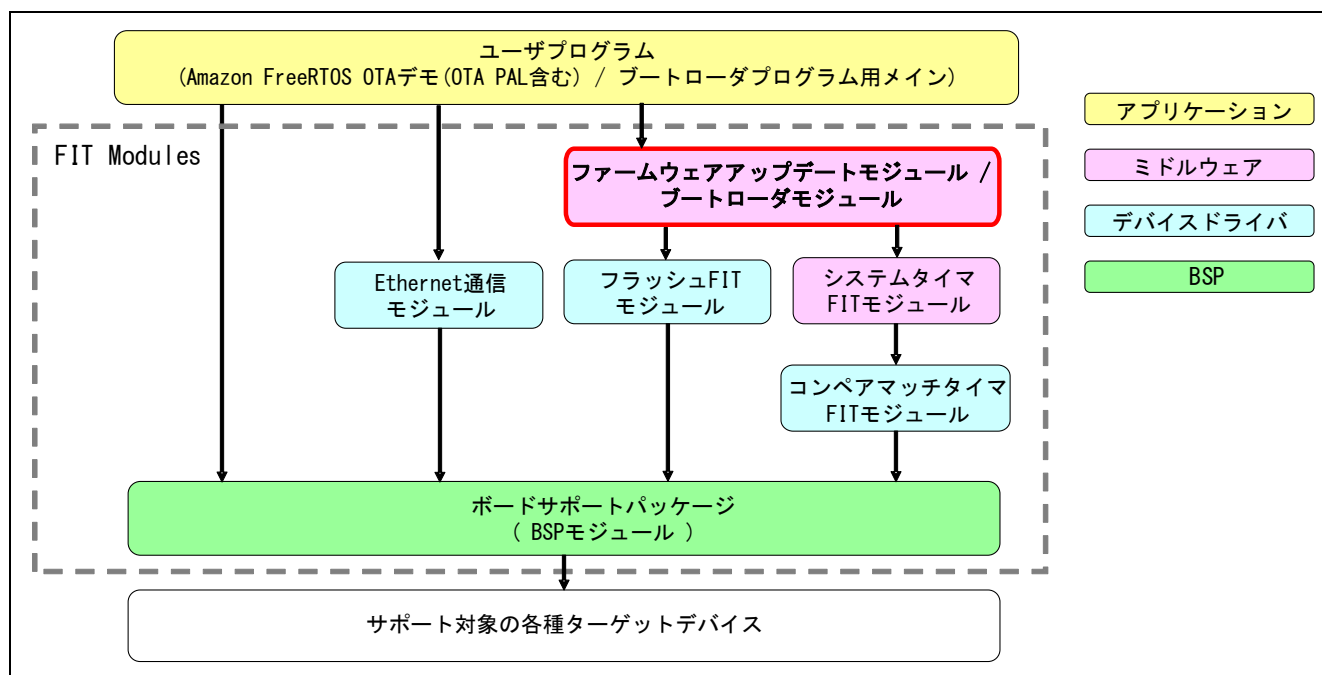 ユーザプログラム
(Amazon FreeRTOS OTAデモ(OTA PAL含む) / ブートローダプログラム用メイン)
FIT Modules
ファームウェアアップデートモジュール /
ブートローダモジュール
Ethernet通信
モジュール
フラッシュFIT
モジュール
システムタイマ
FITモジュール
コンペアマッチタイマ
FITモジュール
ボードサポートパッケージ
( BSPモジュール )
サポート対象の各種ターゲットデバイス
アプリケーション
ミドルウェア
デバイスドライバ
BSP